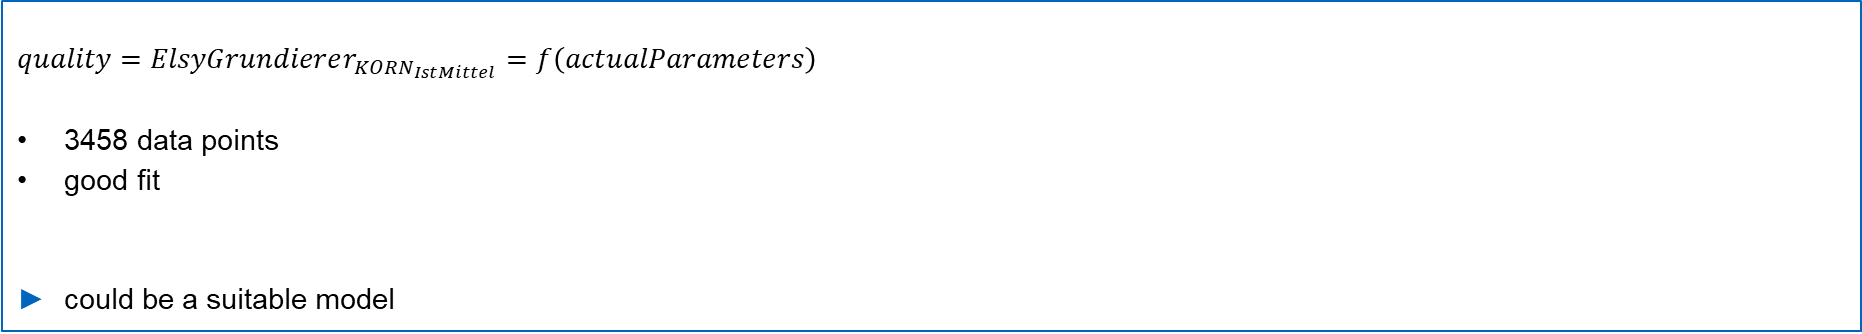 quality = ElsyGrundierer_{KORN_{IstMittel}} = f(actualParameters)
• 3458 data points
• good fit
► could be a suitable model